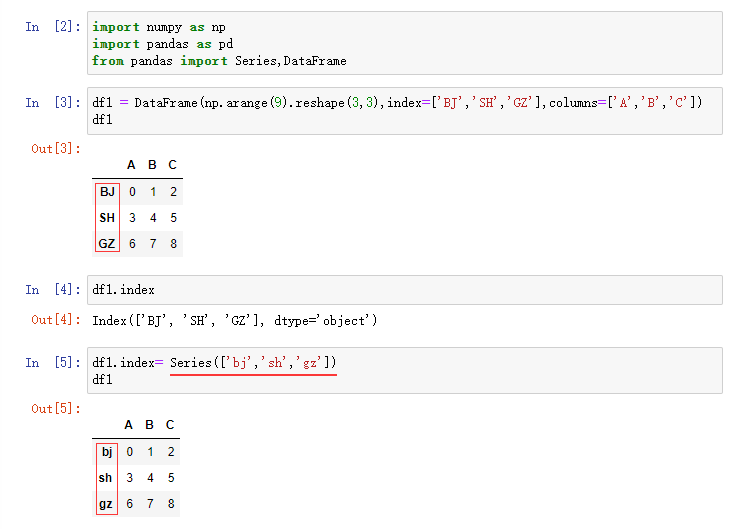 In [2]: import numpy as np
import pandas as pd
from pandas import Series,DataFrame
In [3]: df1 = DataFrame(np.arange(9).reshape(3,3),index=['BJ','SH','GZ'],columns=['A','B','C'])
df1
Out[3]:
A B C
BJ 0 1 2
SH 3 4 5
GZ 6 7 8
In [4]: df1.index
Out[4]: Index(['BJ', 'SH', 'GZ'], dtype='object')
In [5]: df1.index= Series(['bj','sh','gz'])
df1
Out[5]:
A B C
bj 0 1 2
sh 3 4 5
gz 6 7 8